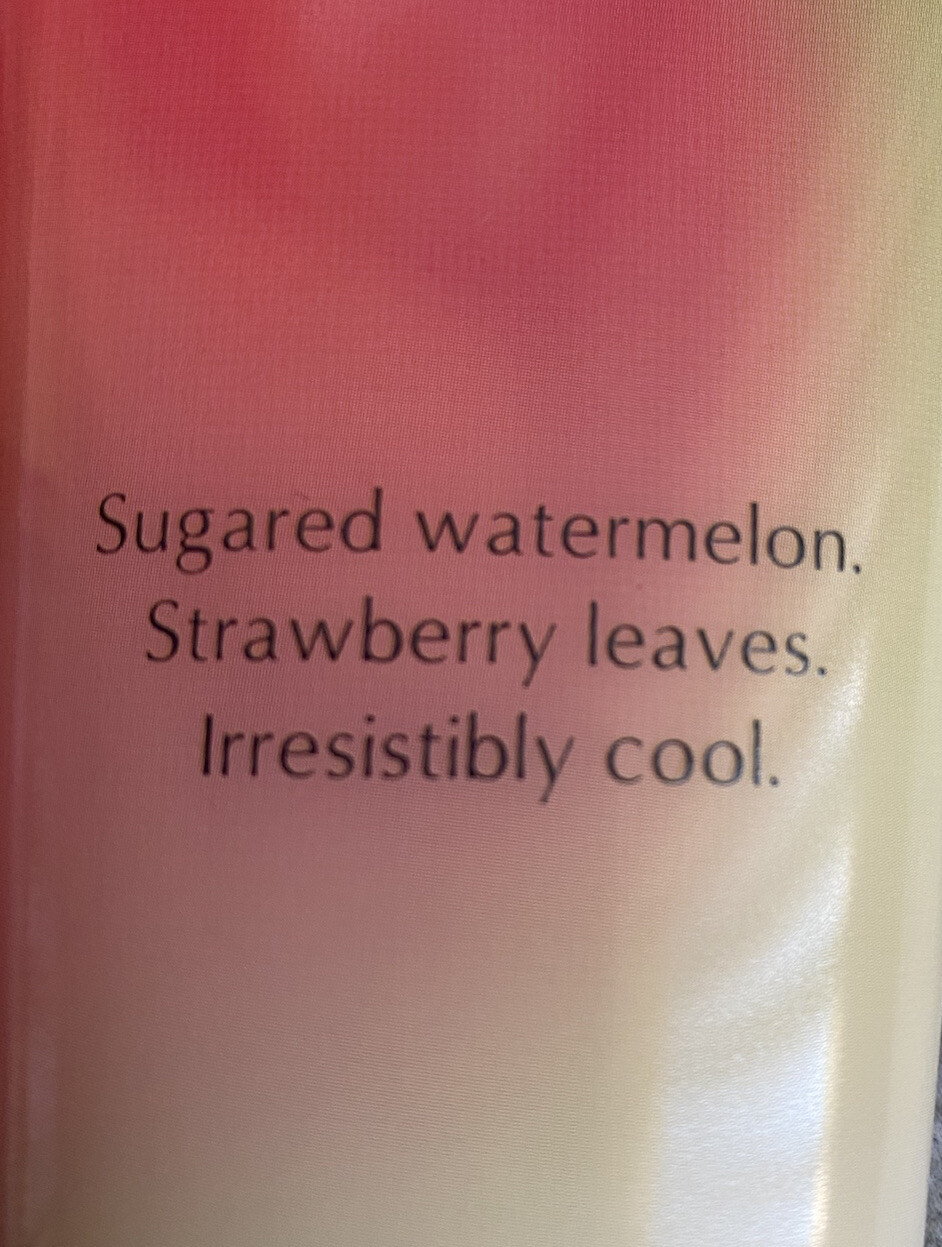 Sugared watermelon.
Strawberry leaves.
Irresistibly cool.